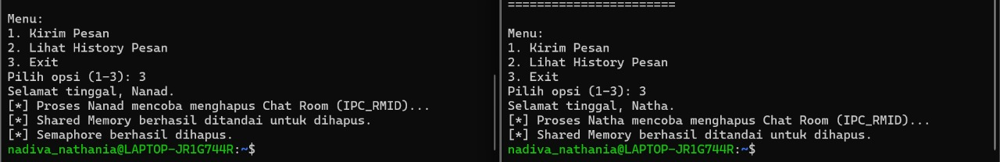 Menu:
1. Kirim Pesan
2. Lihat History Pesan
3. Exit
Pilih opsi (1-3): 3
Selamat tinggal, Nanad.
[*] Proses Nanad mencoba menghapus Chat Room (IPC_RMID)...
[*] Shared Memory berhasil ditandai untuk dihapus.
[*] Semaphore berhasil dihapus.
nadiva_nathania@LAPTOP-JR1G744R:~$
=======================
Menu:
1. Kirim Pesan
2. Lihat History Pesan
3. Exit
Pilih opsi (1-3): 3
Selamat tinggal, Natha.
[*] Proses Natha mencoba menghapus Chat Room (IPC_RMID)...
[*] Shared Memory berhasil ditandai untuk dihapus.
nadiva_nathania@LAPTOP-JR1G744R:~$